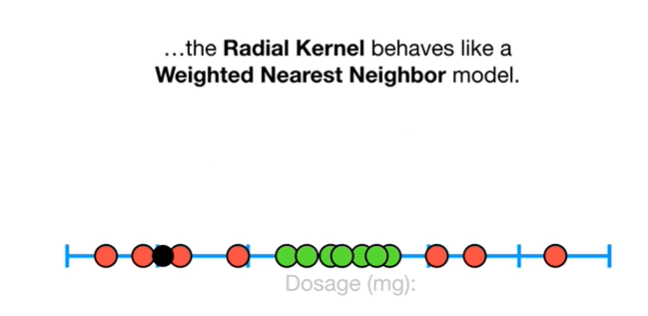 ...the Radial Kernel behaves like a
Weighted Nearest Neighbor model.
Dosage (mg):